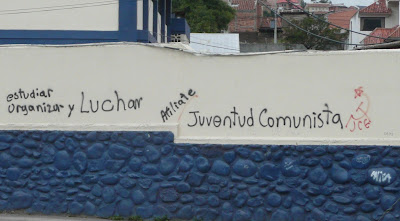 estudiar
organizar y Luchar
Afiliate
Juventud Comunista
JCE